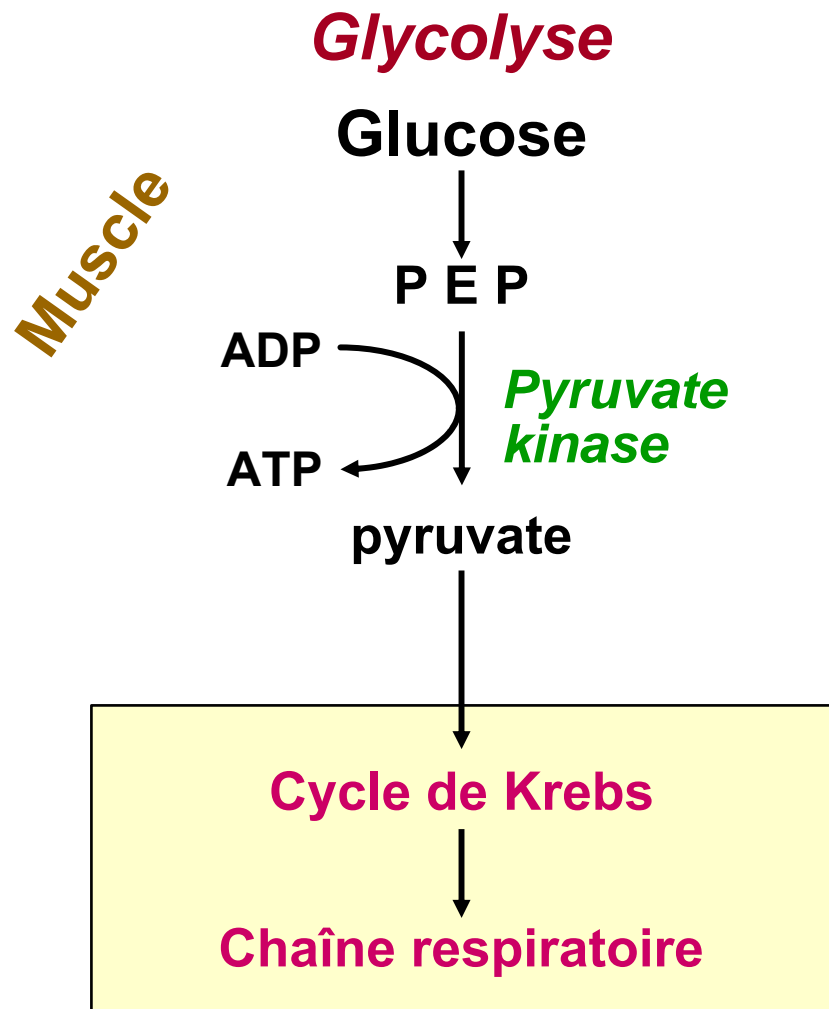 Glycolyse
Glucose
Muscle
P E P
ADP
Pyruvate
kinase
ATP
pyruvate
Cycle de Krebs
Chaîne respiratoire